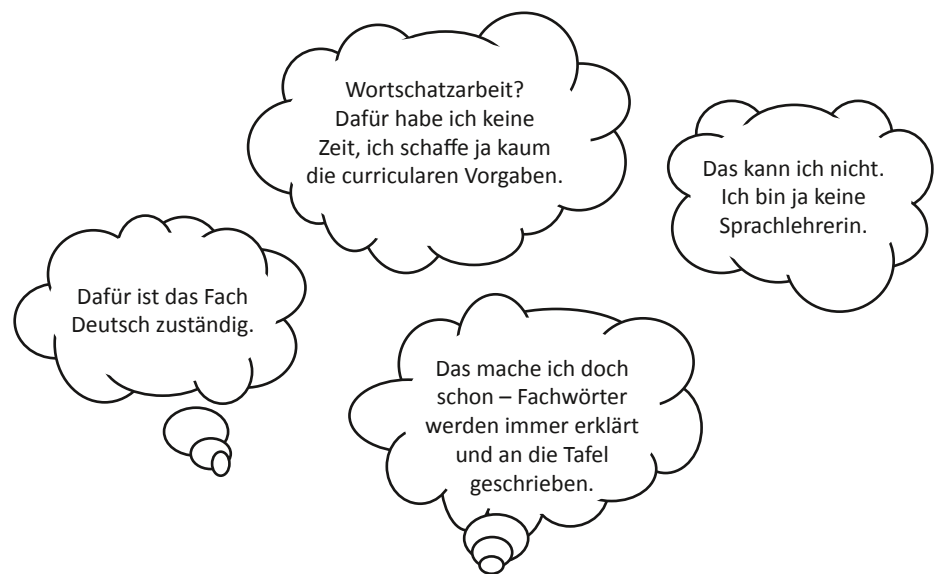 Wortschatzarbeit?
Dafür habe ich keine
Zeit, ich schaffe ja kaum
die curricularen Vorgaben.
Das kann ich nicht.
Ich bin ja keine
Sprachlehrerin.
Dafür ist das Fach
Deutsch zuständig.
Das mache ich doch
schon – Fachwörter
werden immer erklärt
und an die Tafel
geschrieben.